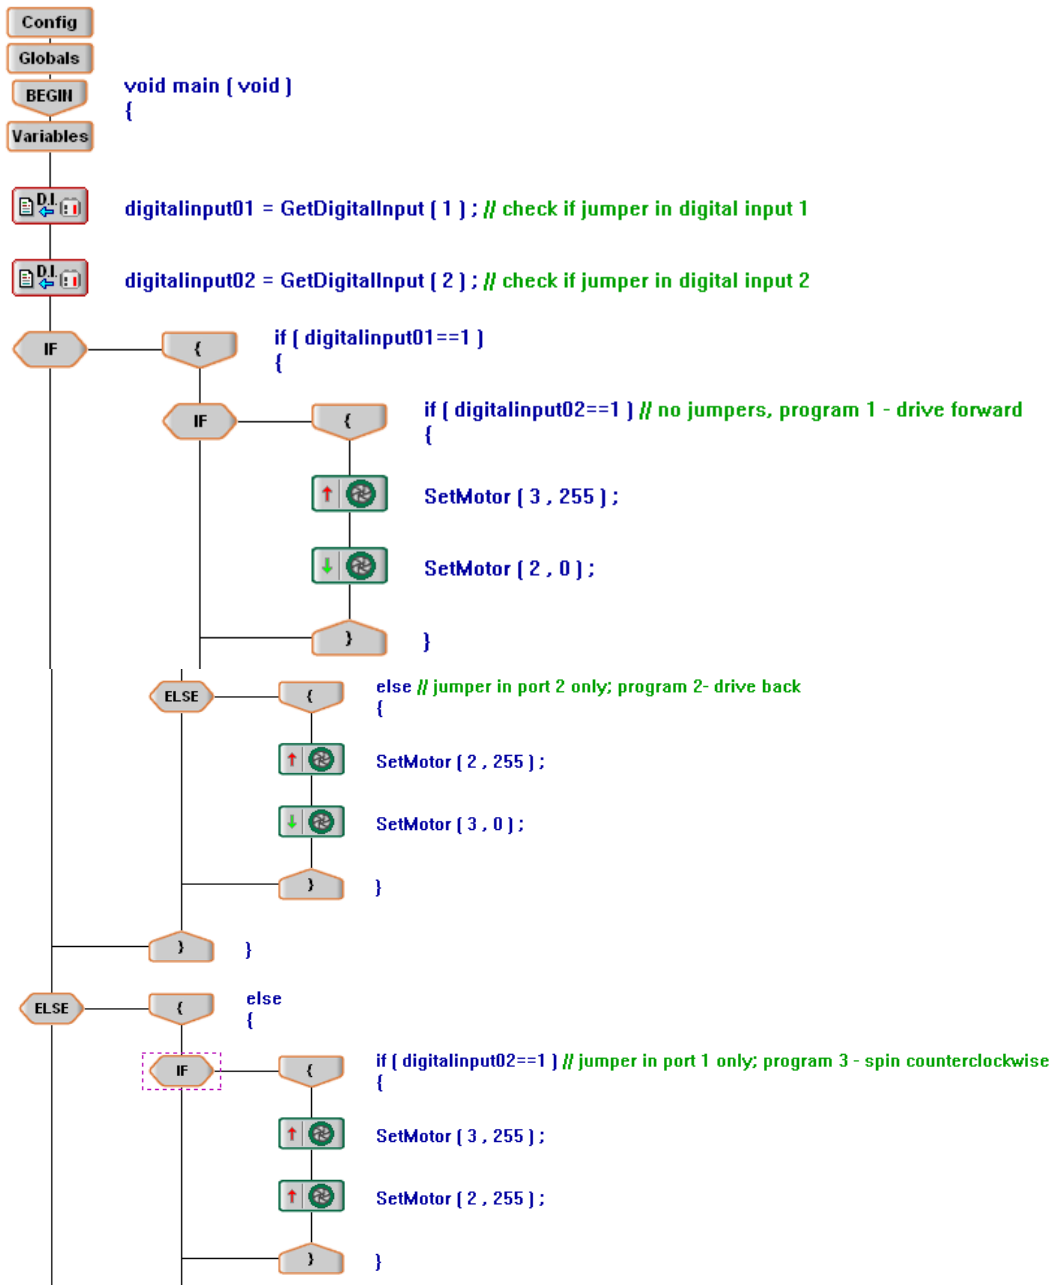 Config
Globals
BEGIN void main ( void )
{
Variables
D.I. digitalinput01 = GetDigitalInput ( 1 ) ; // check if jumper in digital input 1
D.I. digitalinput02 = GetDigitalInput ( 2 ) ; // check if jumper in digital input 2
IF { if ( digitalinput01==1 )
{
IF { if ( digitalinput02==1 ) // no jumpers, program 1 - drive forward
{
SetMotor ( 3 , 255 ) ;
SetMotor ( 2 , 0 ) ;
} }
ELSE { else // jumper in port 2 only; program 2- drive back
{
SetMotor ( 2 , 255 ) ;
SetMotor ( 3 , 0 ) ;
} }
} }
ELSE { else
{
IF { if ( digitalinput02==1 ) // jumper in port 1 only; program 3 - spin counterclockwise
{
SetMotor ( 3 , 255 ) ;
SetMotor ( 2 , 255 ) ;
} }